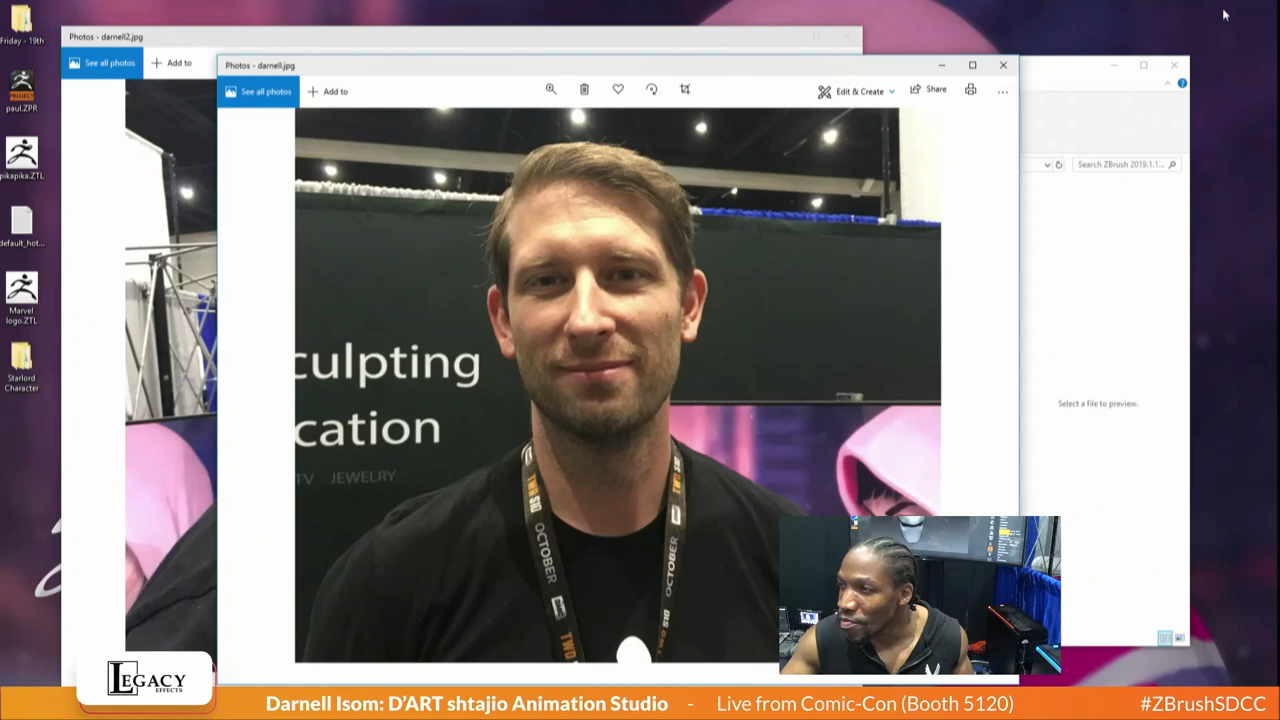 Friday - 19th
paul.ZPR
pikapika.ZTL
default_hot...
Marvel
logo.ZTL
Starlord
Character
PROJECT
Photos - darnell2.jpg
See all photos
Add to
Photos - darnell.jpg
See all photos
Add to
Edit & Create
Share
Search ZBrush 2019.1.1...
Select a file to preview.
culpting
cation
TV JEWELRY
OCTOBER
OCTOBER
LEGACY
EFFECTS
Darnell Isom: D'ART shtajio Animation Studio - Live from Comic-Con (Booth 5120) #ZBrushSDCC